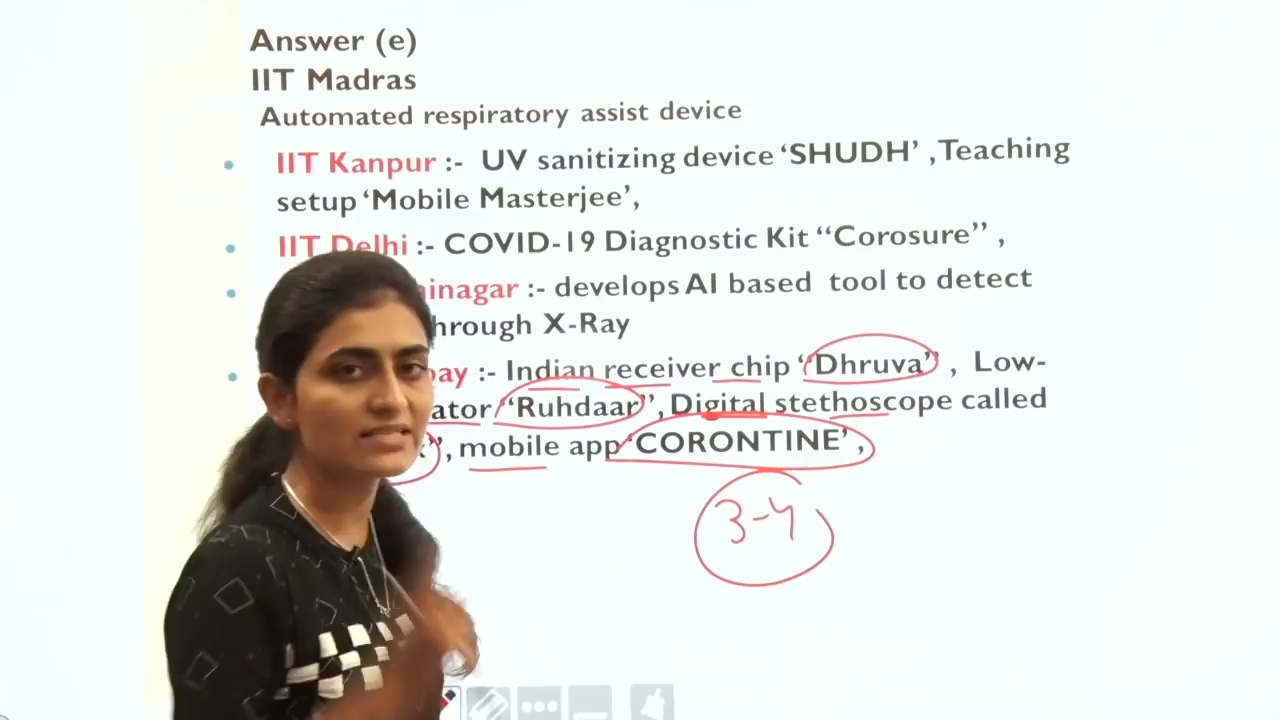 Answer (e)
IIT Madras
Automated respiratory assist device
• IIT Kanpur :- UV sanitizing device ‘SHUDH’ ,Teaching
setup ‘Mobile Masterjee’,
• IIT Delhi :- COVID-19 Diagnostic Kit “Corosure” ,
• hinagar :- develops AI based tool to detect
hrough X-Ray
• bay :- Indian receiver chip “Dhruva” , Low-
ator “Ruhdaar”, Digital stethoscope called
”, mobile app ‘CORONTINE’ ,
3-4